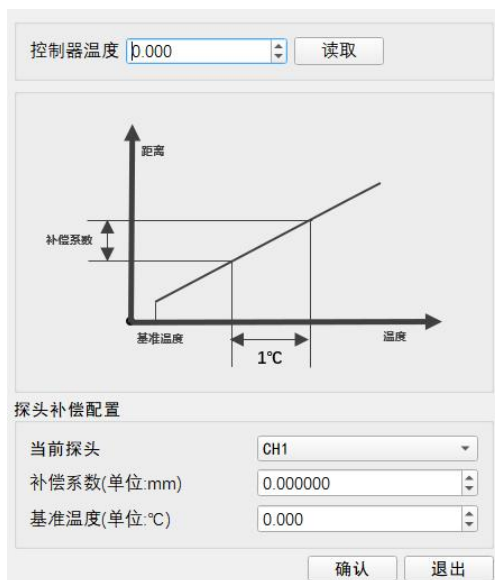 控制器温度 0.000 读取
距离
补偿系数
基准温度
温度
1℃
探头补偿配置
当前探头 CH1
补偿系数(单位:mm) 0.000000
基准温度(单位:℃) 0.000
确认 退出